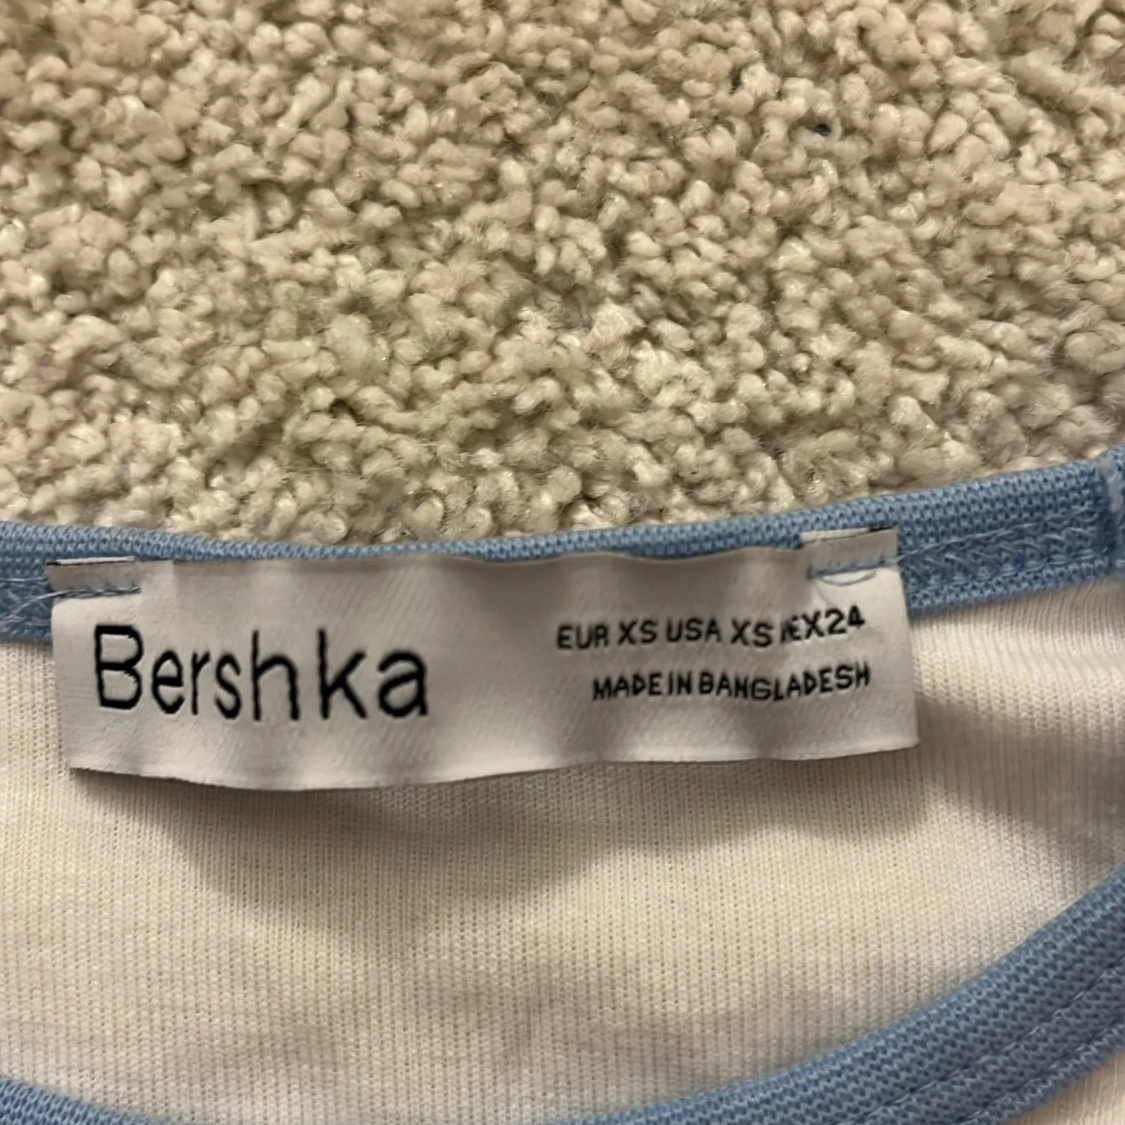 Bershka
EUR XS USA XS MEX24
MADE IN BANGLADESH